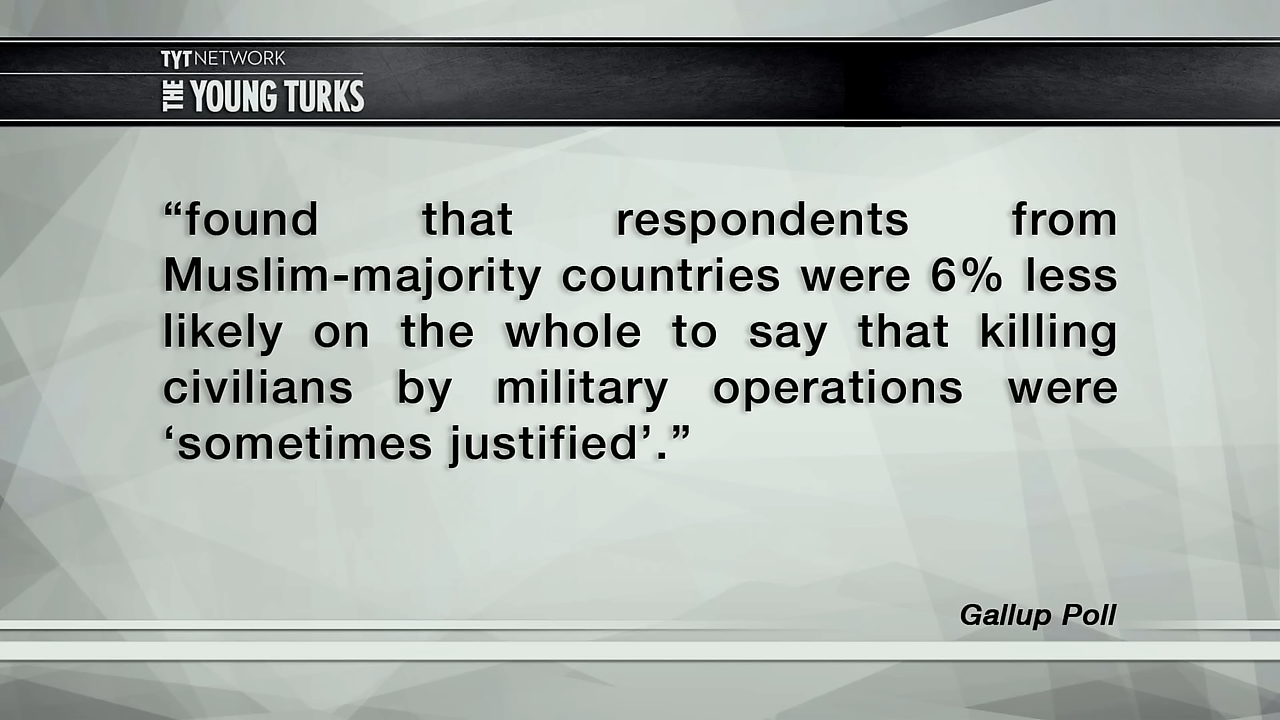 TYTNETWORK
THE YOUNG TURKS
“found that respondents from
Muslim-majority countries were 6% less
likely on the whole to say that killing
civilians by military operations were
‘sometimes justified’.”
Gallup Poll